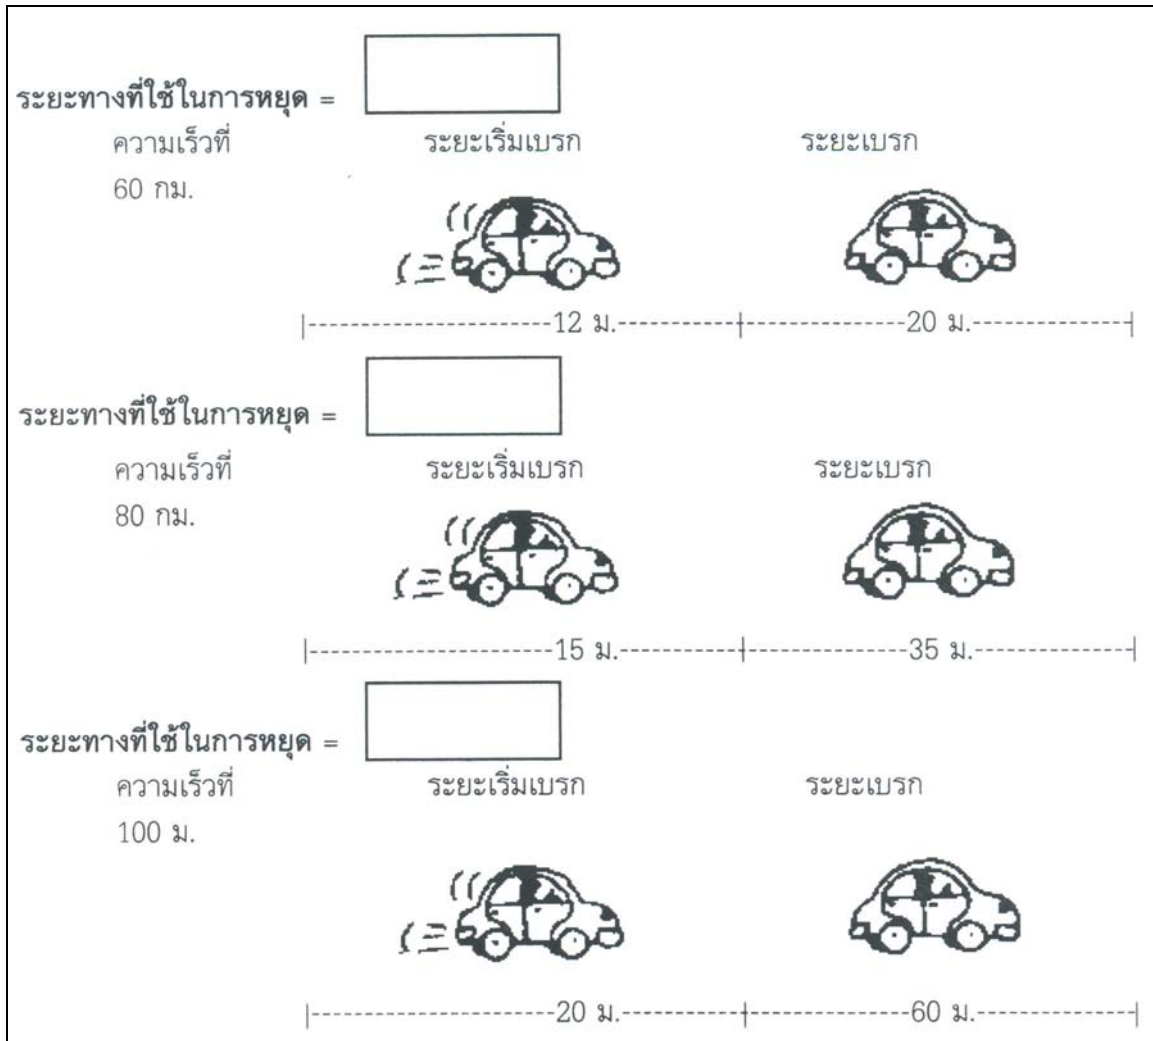 ระยะทางที่ใช้ในการหยุด =
ความเร็วที่ ระยะเริ่มเบรก ระยะเบรก
60 กม.
|--------------------12 ม.----------|------------20 ม.-------------|
ระยะทางที่ใช้ในการหยุด =
ความเร็วที่ ระยะเริ่มเบรก ระยะเบรก
80 กม.
|--------------------15 ม.----------|------------35 ม.-------------|
ระยะทางที่ใช้ในการหยุด =
ความเร็วที่ ระยะเริ่มเบรก ระยะเบรก
100 ม.
|--------------------20 ม.----------|------------60 ม.-------------|